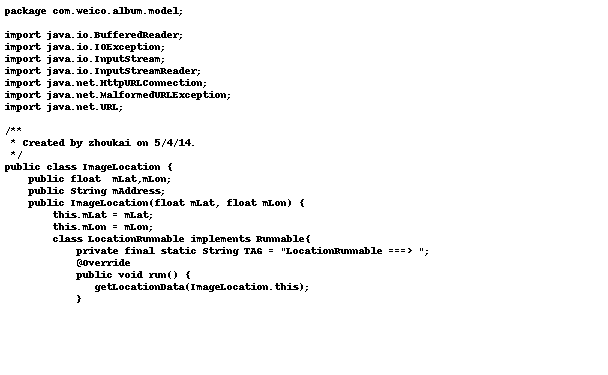 package com.weico.album.model;

import java.io.BufferedReader;
import java.io.IOException;
import java.io.InputStream;
import java.io.InputStreamReader;
import java.net.HttpURLConnection;
import java.net.MalformedURLException;
import java.net.URL;

/**
 * Created by zhoukai on 5/4/14.
 */
public class ImageLocation {
    public float  mLat,mLon;
    public String mAddress;
    public ImageLocation(float mLat, float mLon) {
        this.mLat = mLat;
        this.mLon = mLon;
        class LocationRunnable implements Runnable{
            private final static String TAG = "LocationRunnable ===> ";
            @Override
            public void run() {
               getLocationData(ImageLocation.this);
            }